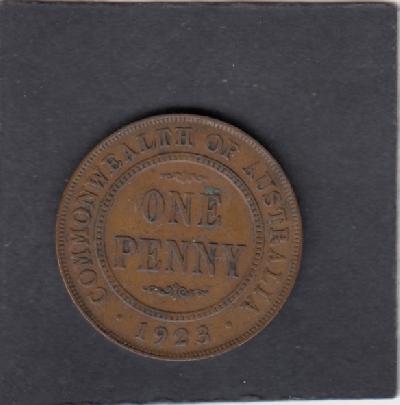 COMMONWEALTH OF AUSTRALIA
ONE
PENNY
· 1923 ·